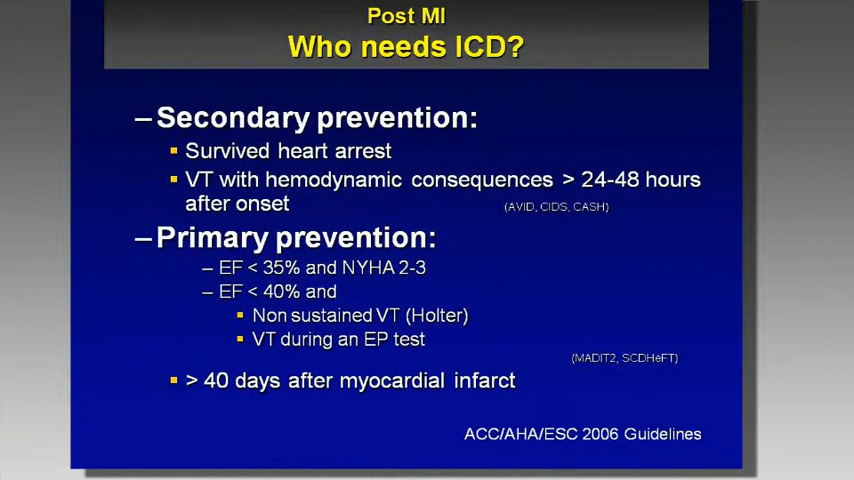 Post MI
Who needs ICD?
–Secondary prevention:
▪ Survived heart arrest
▪ VT with hemodynamic consequences > 24-48 hours
after onset (AVID, CIDS, CASH)
–Primary prevention:
– EF < 35% and NYHA 2-3
– EF < 40% and
▪ Non sustained VT (Holter)
▪ VT during an EP test
(MADIT2, SCDHeFT)
▪ > 40 days after myocardial infarct
ACC/AHA/ESC 2006 Guidelines